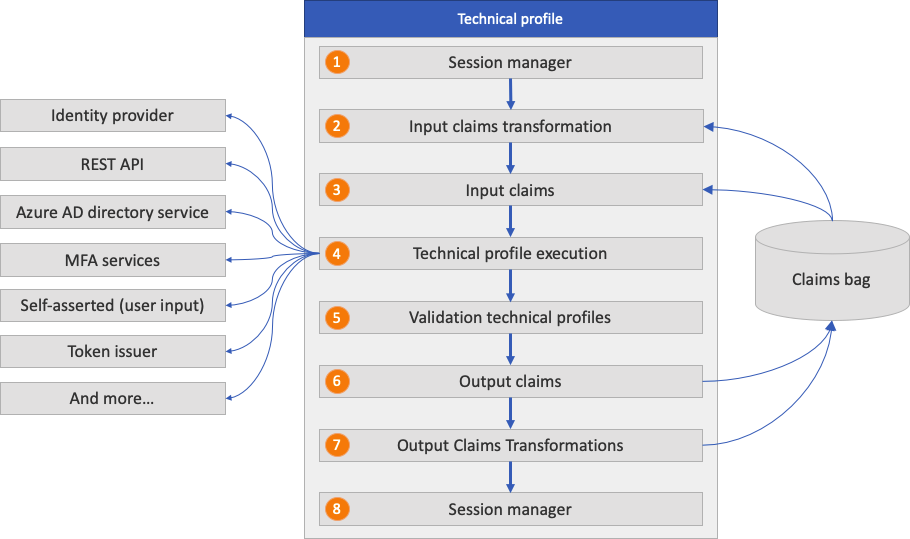 Technical profile
1 Session manager
2 Input claims transformation
3 Input claims
4 Technical profile execution
5 Validation technical profiles
6 Output claims
7 Output Claims Transformations
8 Session manager
Identity provider
REST API
Azure AD directory service
MFA services
Self-asserted (user input)
Token issuer
And more...
Claims bag